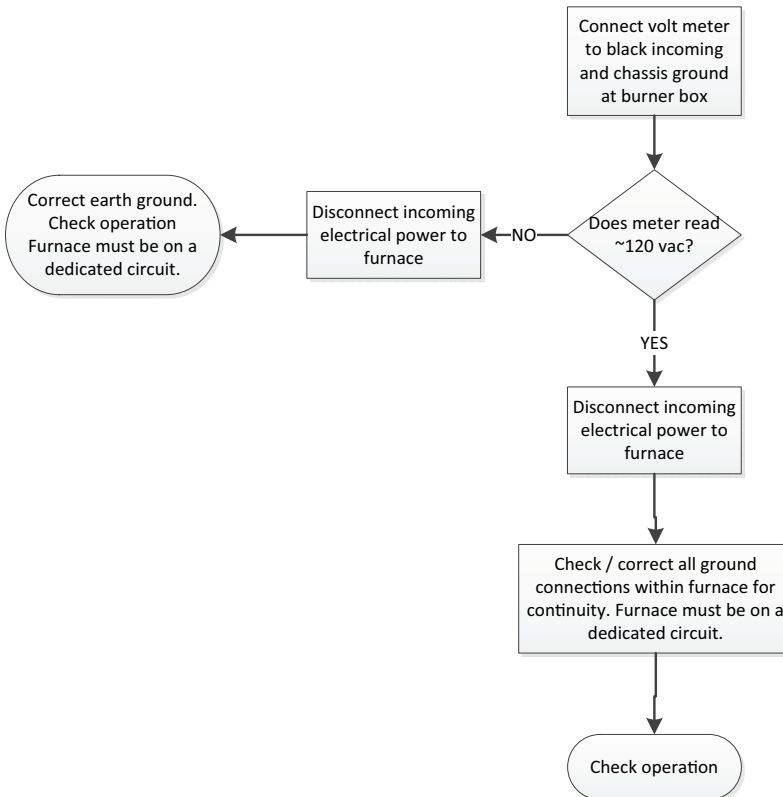 Connect volt meter
to black incoming
and chassis ground
at burner box
Does meter read
~120 vac?
NO
Disconnect incoming
electrical power to
furnace
Correct earth ground.
Check operation
Furnace must be on a
dedicated circuit.
YES
Disconnect incoming
electrical power to
furnace
Check / correct all ground
connections within furnace for
continuity. Furnace must be on a
dedicated circuit.
Check operation